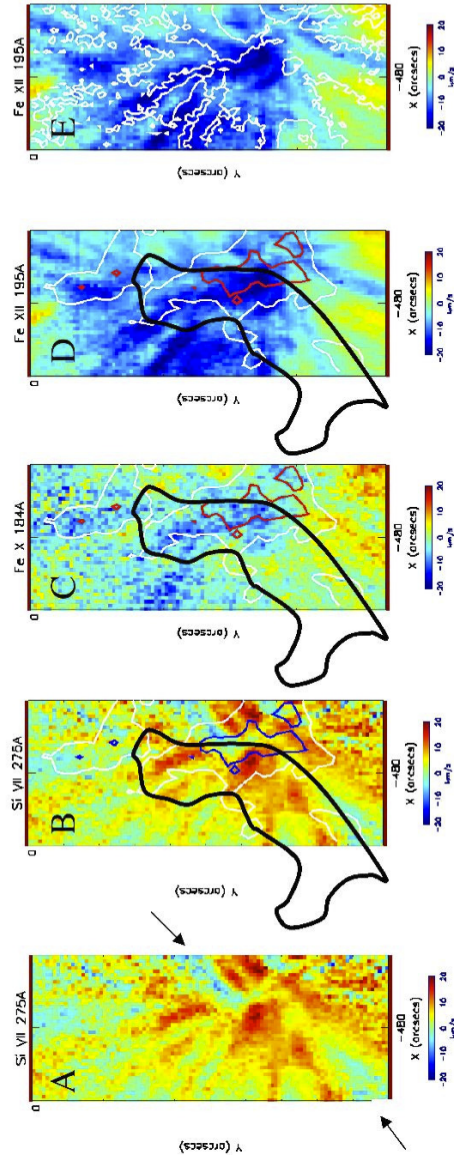 Si VII 275A
A
Y (arcsecs)
0
-480
X (arcsecs)
-20 -10 0 10 20
km/s
Si VII 275A
B
Y (arcsecs)
0
-480
X (arcsecs)
-20 -10 0 10 20
km/s
Fe X 184A
C
Y (arcsecs)
0
-480
X (arcsecs)
-20 -10 0 10 20
km/s
Fe XII 195A
D
Y (arcsecs)
0
-480
X (arcsecs)
-20 -10 0 10 20
km/s
Fe XII 195A
E
Y (arcsecs)
0
-480
X (arcsecs)
-20 -10 0 10 20
km/s